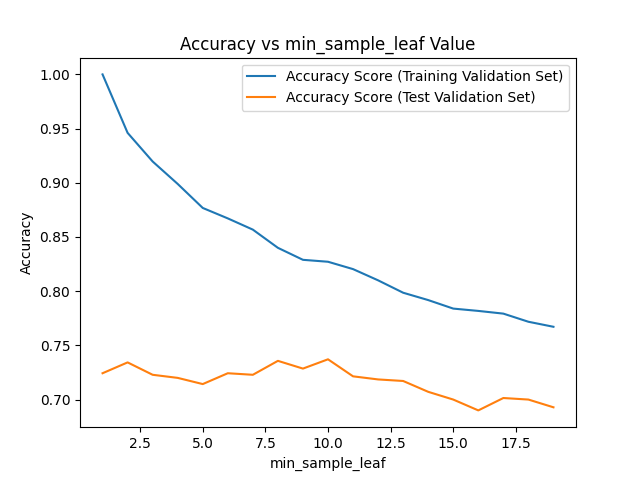 Accuracy vs min_sample_leaf Value
Accuracy Score (Training Validation Set)
Accuracy Score (Test Validation Set)
1.00
0.95
0.90
0.85
0.80
0.75
0.70
Accuracy
2.5 5.0 7.5 10.0 12.5 15.0 17.5
min_sample_leaf